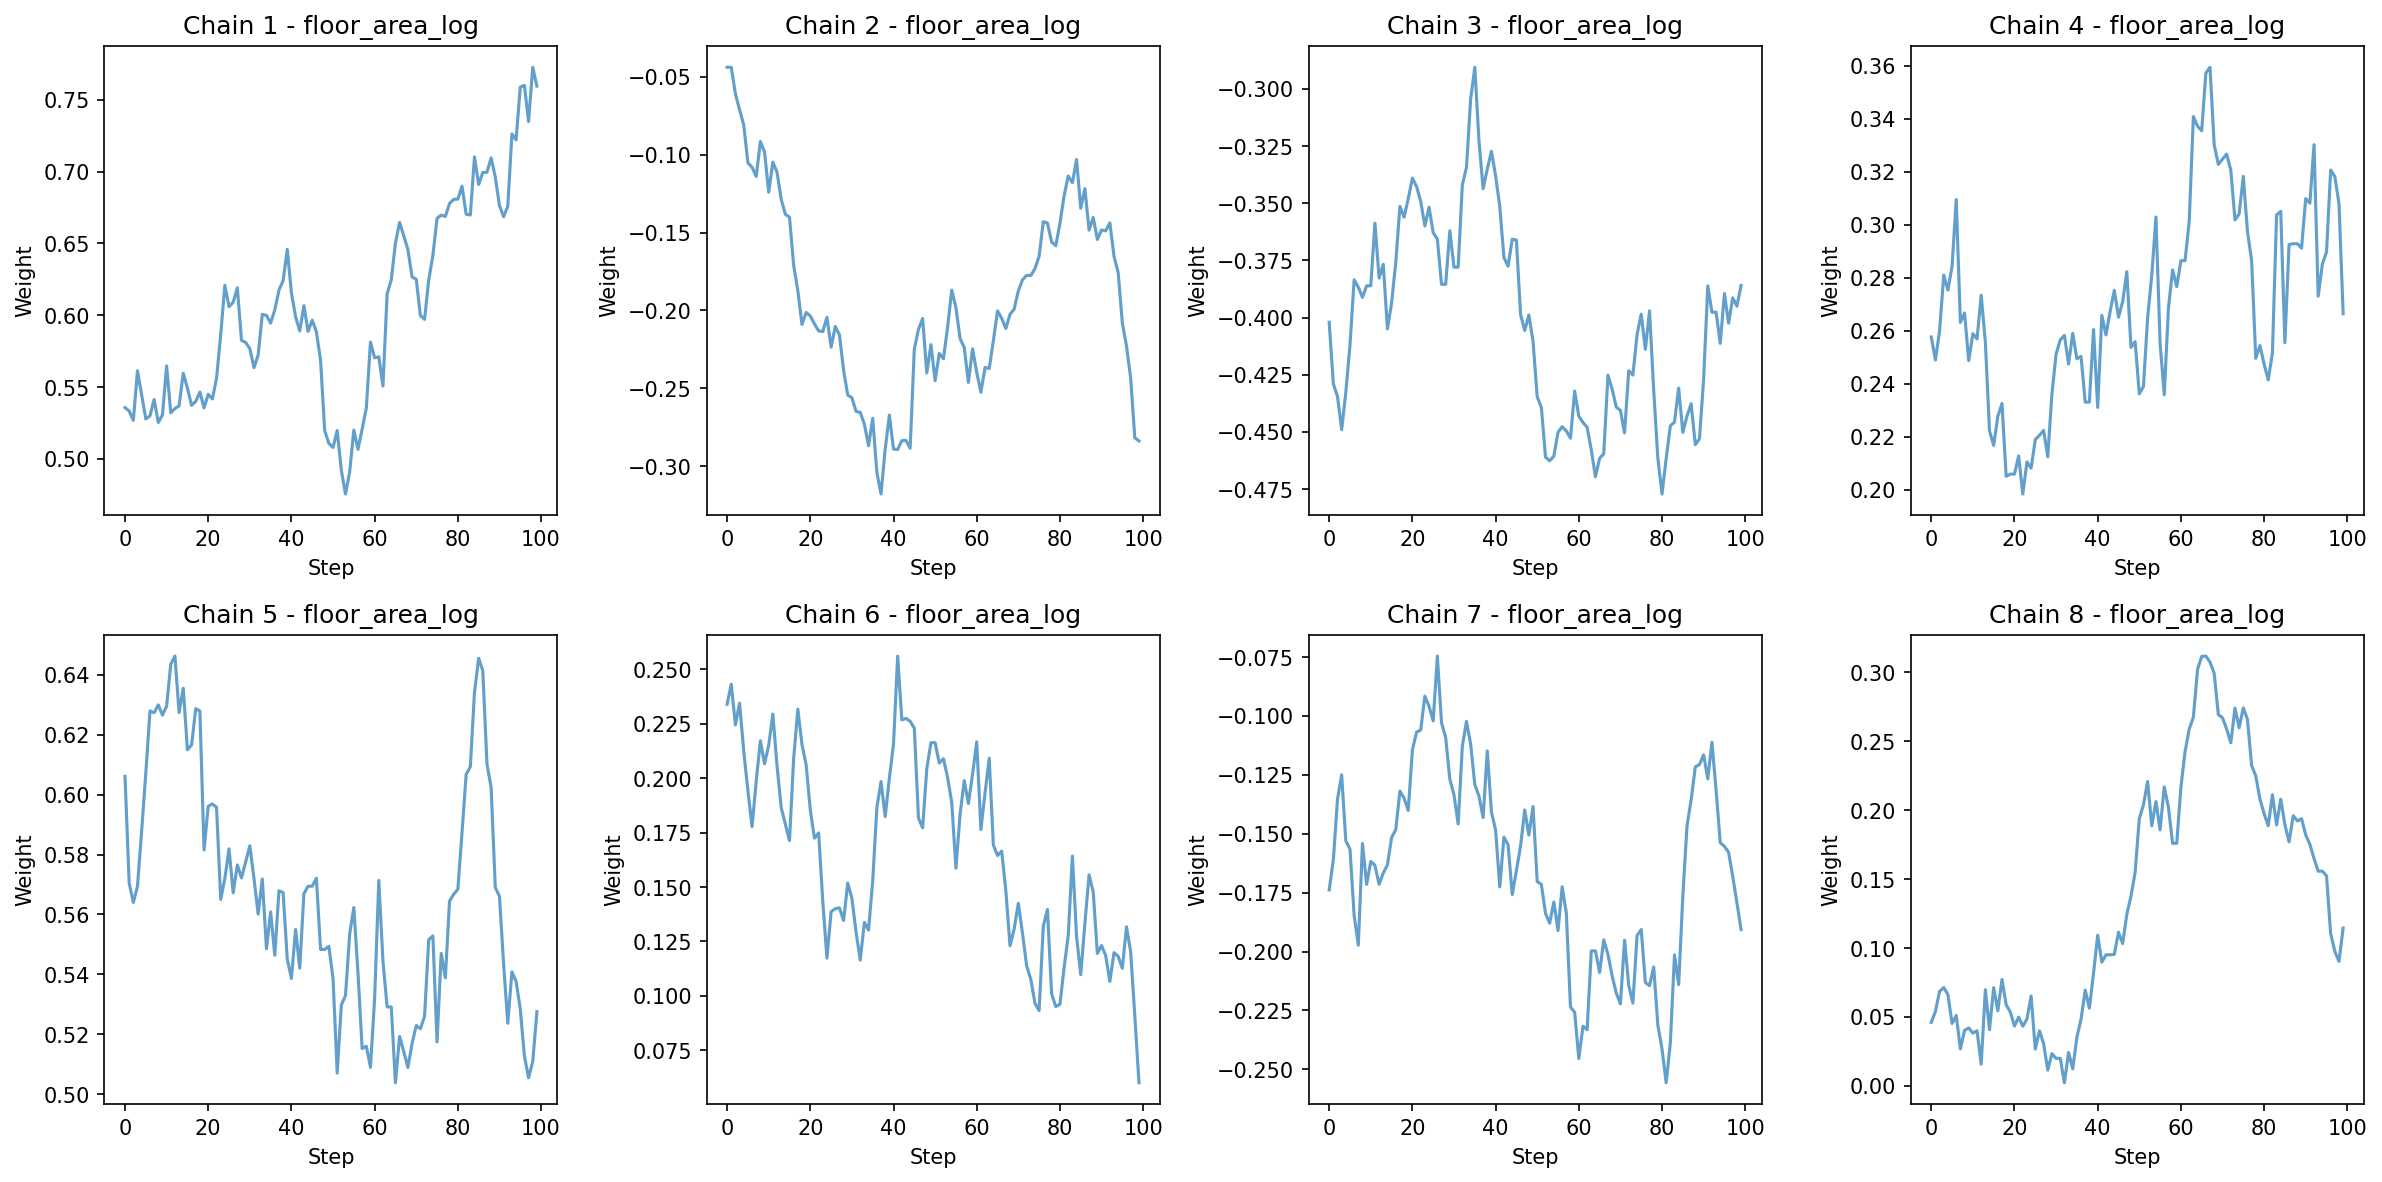 Chain 1 - floor_area_log
Weight
0.75
0.70
0.65
0.60
0.55
0.50
0 20 40 60 80 100
Step
Chain 2 - floor_area_log
Weight
−0.05
−0.10
−0.15
−0.20
−0.25
−0.30
0 20 40 60 80 100
Step
Chain 3 - floor_area_log
Weight
−0.300
−0.325
−0.350
−0.375
−0.400
−0.425
−0.450
−0.475
0 20 40 60 80 100
Step
Chain 4 - floor_area_log
Weight
0.36
0.34
0.32
0.30
0.28
0.26
0.24
0.22
0.20
0 20 40 60 80 100
Step
Chain 5 - floor_area_log
Weight
0.64
0.62
0.60
0.58
0.56
0.54
0.52
0.50
0 20 40 60 80 100
Step
Chain 6 - floor_area_log
Weight
0.250
0.225
0.200
0.175
0.150
0.125
0.100
0.075
0 20 40 60 80 100
Step
Chain 7 - floor_area_log
Weight
−0.075
−0.100
−0.125
−0.150
−0.175
−0.200
−0.225
−0.250
0 20 40 60 80 100
Step
Chain 8 - floor_area_log
Weight
0.30
0.25
0.20
0.15
0.10
0.05
0.00
0 20 40 60 80 100
Step